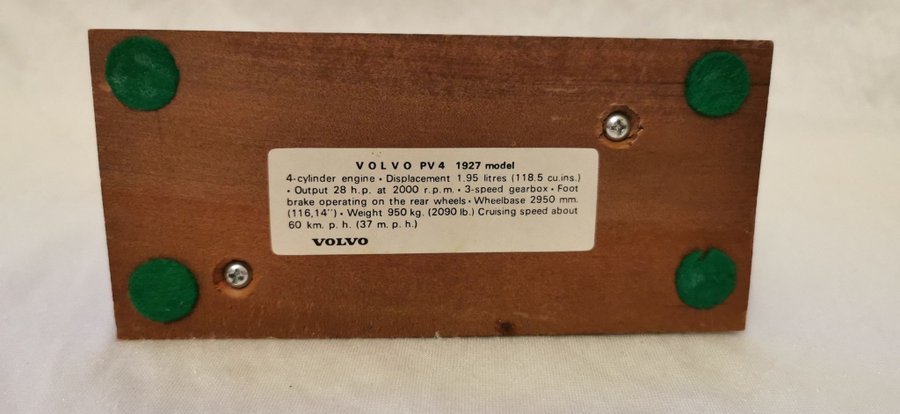 VOLVO PV4 1927 model
4-cylinder engine • Displacement 1.95 litres (118.5 cu.ins.)
• Output 28 h.p. at 2000 r.p.m. • 3-speed gearbox • Foot
brake operating on the rear wheels • Wheelbase 2950 mm.
(116,14'') • Weight 950 kg. (2090 lb.) Cruising speed about
60 km. p. h. (37 m. p. h.)
VOLVO